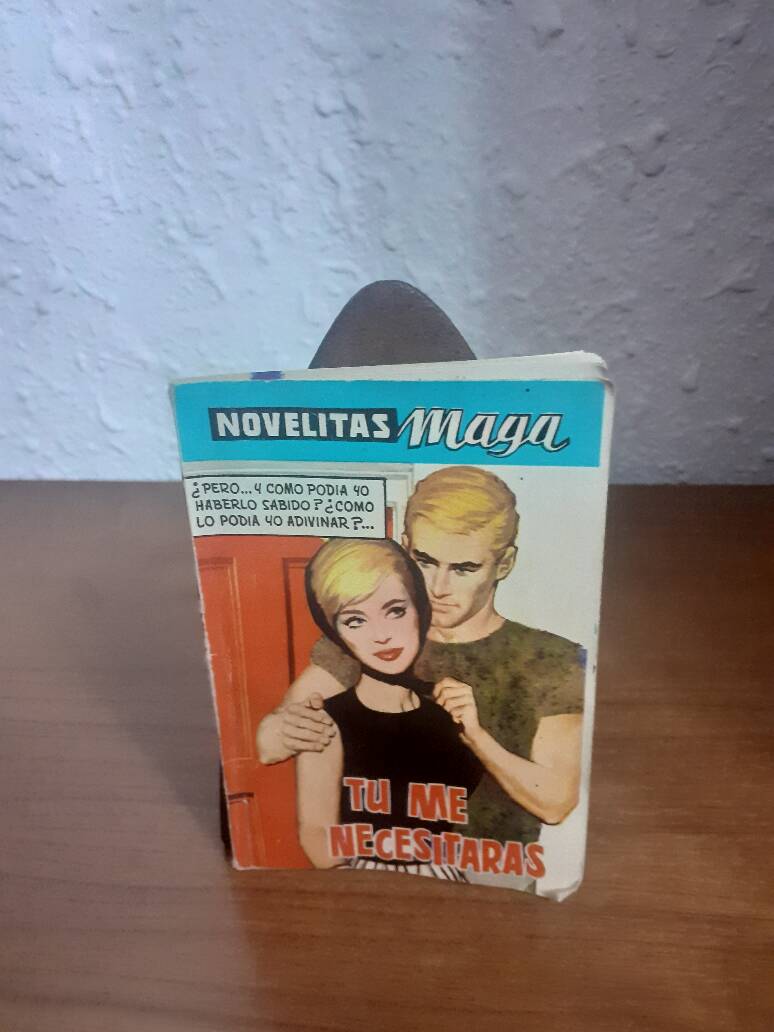 NOVELITAS Maga
¿PERO...Y COMO PODIA YO
HABERLO SABIDO? ¿COMO
LO PODIA YO ADIVINAR?...
TU ME
NECESITARAS